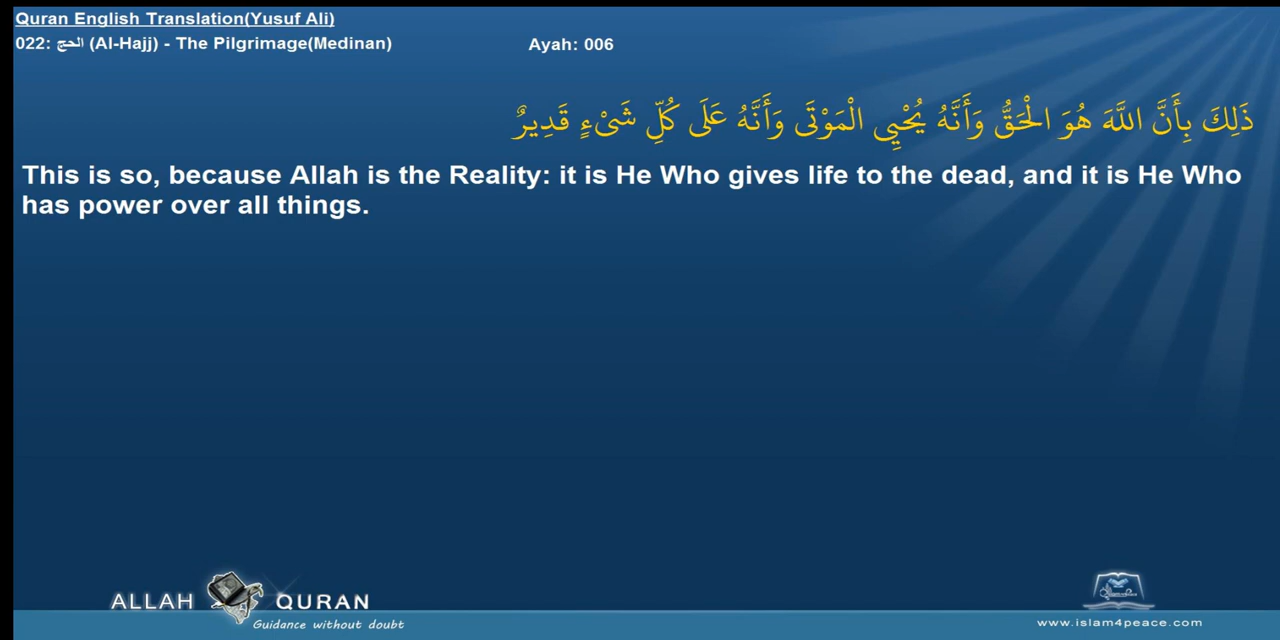 Quran English Translation(Yusuf Ali)
022: الحج (Al-Hajj) - The Pilgrimage(Medinan) Ayah: 006
ذَٰلِكَ بِأَنَّ اللَّهَ هُوَ الْحَقُّ وَأَنَّهُ يُحْيِي الْمَوْتَىٰ وَأَنَّهُ عَلَىٰ كُلِّ شَيْءٍ قَدِيرٌ
This is so, because Allah is the Reality: it is He Who gives life to the dead, and it is He Who
has power over all things.
ALLAH QURAN
Guidance without doubt
www.islam4peace.com